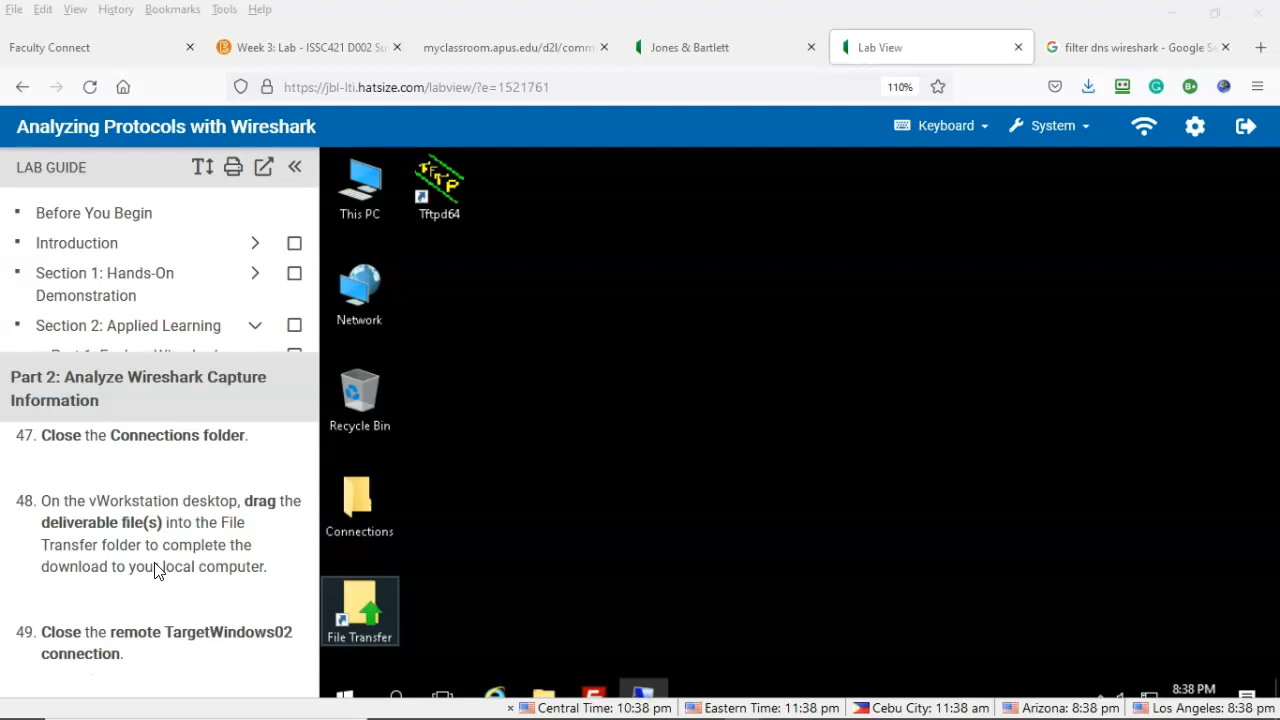 File Edit View History Bookmarks Tools Help
Faculty Connect
Week 3: Lab - ISSC421 D002 Su
myclassroom.apus.edu/d2l/comm
Jones & Bartlett
Lab View
filter dns wireshark - Google Se
https://jbl-lti.hatsize.com/labview/?e=1521761
110%
Analyzing Protocols with Wireshark
Keyboard
System
LAB GUIDE
Before You Begin
Introduction
Section 1: Hands-On
Demonstration
Section 2: Applied Learning
Part 2: Analyze Wireshark Capture
Information
47. Close the Connections folder.
48. On the vWorkstation desktop, drag the
deliverable file(s) into the File
Transfer folder to complete the
download to your local computer.
49. Close the remote TargetWindows02
connection.
This PC
Tftpd64
Network
Recycle Bin
Connections
File Transfer
8:38 PM
Central Time: 10:38 pm
Eastern Time: 11:38 pm
Cebu City: 11:38 am
Arizona: 8:38 pm
Los Angeles: 8:38 pm